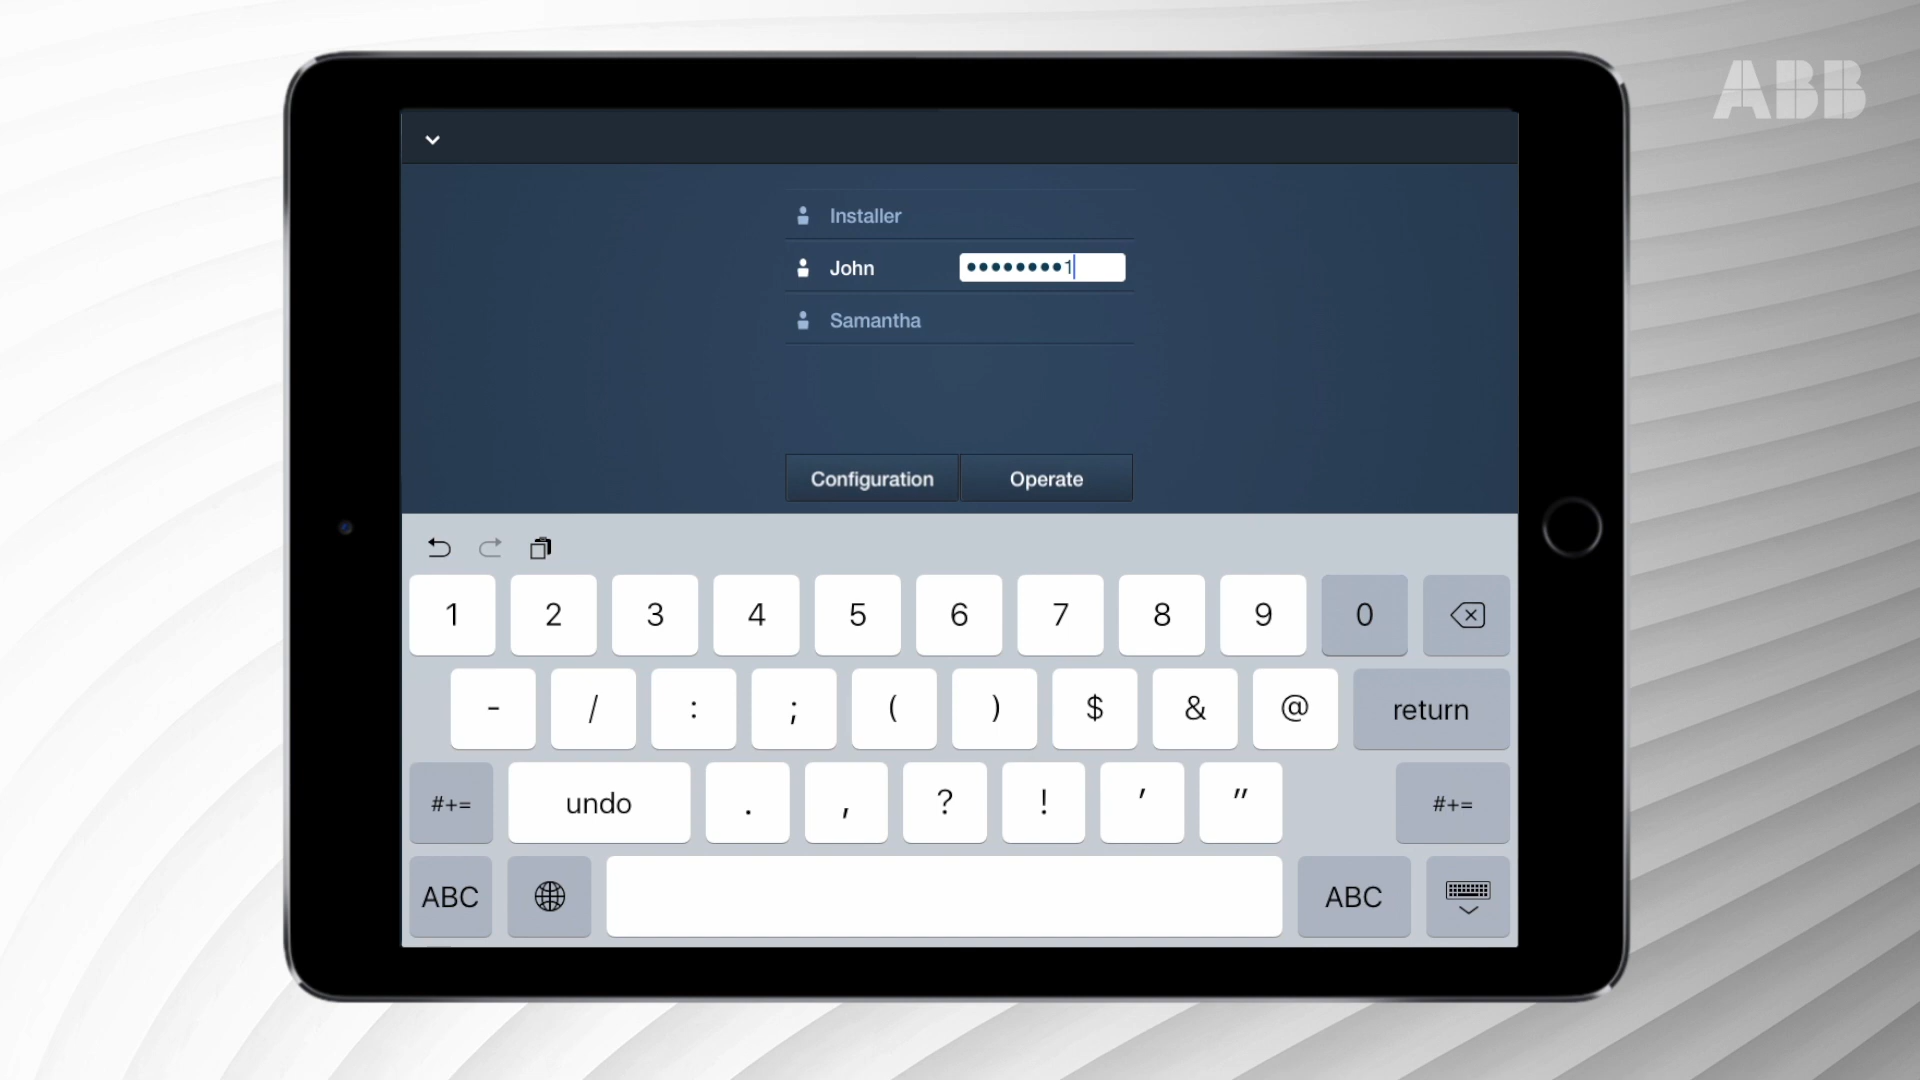 ABB
Installer
John ••••••••1
Samantha
Configuration Operate
1 2 3 4 5 6 7 8 9 0
- / : ; ( ) $ & @ return
#+= undo . , ? ! ' " #+=
ABC ABC